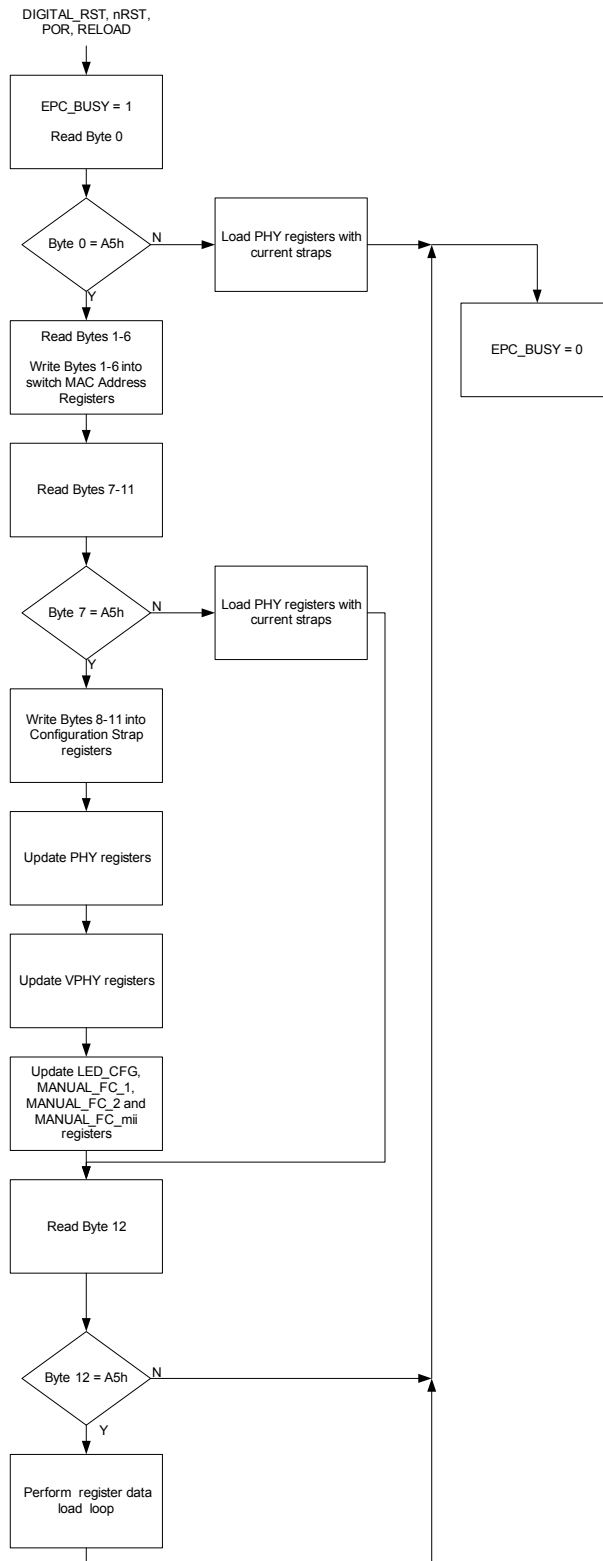 DIGITAL_RST, nRST,
POR, RELOAD
EPC_BUSY = 1
Read Byte 0
Byte 0 = A5h
N
Load PHY registers with
current straps
Y
EPC_BUSY = 0
Read Bytes 1-6
Write Bytes 1-6 into
switch MAC Address
Registers
Read Bytes 7-11
Byte 7 = A5h
N
Load PHY registers with
current straps
Y
Write Bytes 8-11 into
Configuration Strap
registers
Update PHY registers
Update VPHY registers
Update LED_CFG,
MANUAL_FC_1,
MANUAL_FC_2 and
MANUAL_FC_mii
registers
Read Byte 12
Byte 12 = A5h
N
Y
Perform register data
load loop